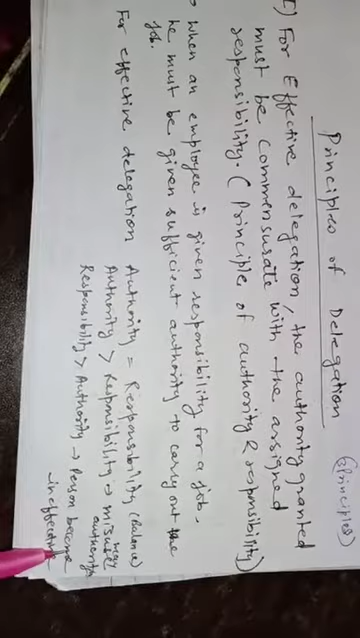 Principles of Delegation (Principles)
I) For Effective delegation, the authority granted
must be commensurate with the assigned
responsibility. (Principle of authority & responsibility)
→ When an employee is given responsibility for a job.
he must be given sufficient authority to carry out the
job.
For effective delegation Authority = Responsibility (Balance)
Authority > Responsibility → may misuse authority
Responsibility > Authority → Person become
ineffective